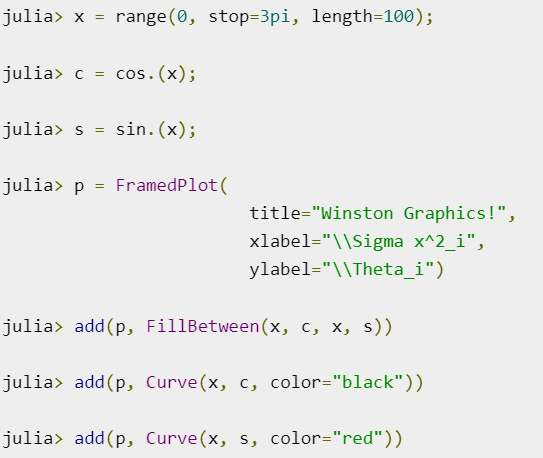 julia> x = range(0, stop=3pi, length=100);
julia> c = cos.(x);
julia> s = sin.(x);
julia> p = FramedPlot(
title="Winston Graphics!",
xlabel="\\Sigma x^2_i",
ylabel="\\Theta_i")
julia> add(p, FillBetween(x, c, x, s))
julia> add(p, Curve(x, c, color="black"))
julia> add(p, Curve(x, s, color="red"))